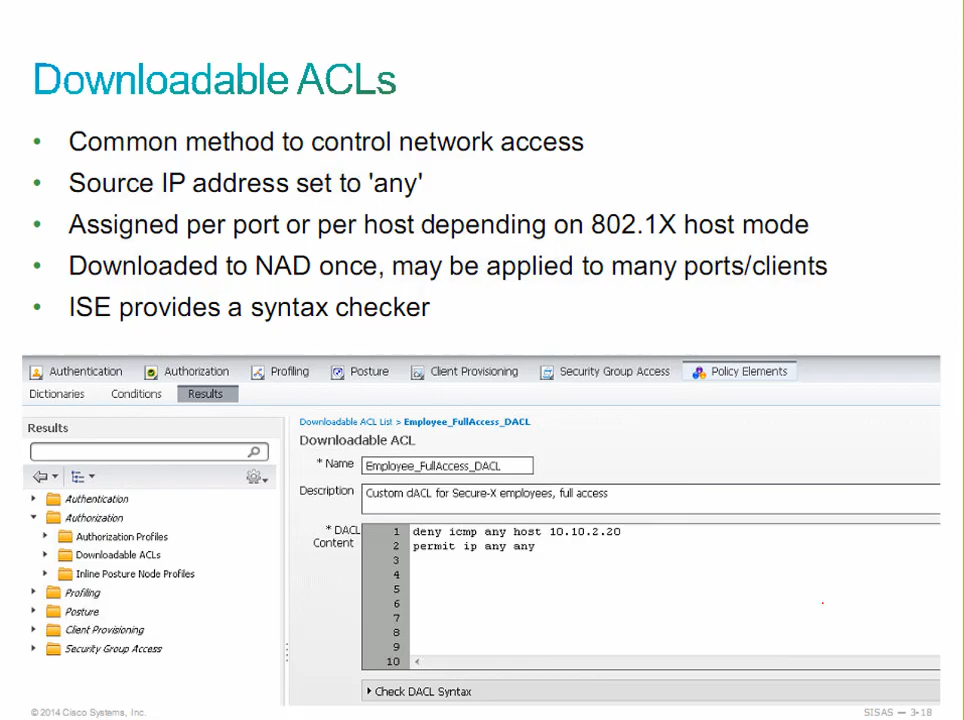 Downloadable ACLs
• Common method to control network access
• Source IP address set to 'any'
• Assigned per port or per host depending on 802.1X host mode
• Downloaded to NAD once, may be applied to many ports/clients
• ISE provides a syntax checker
Authentication Authorization Profiling Posture Client Provisioning Security Group Access Policy Elements
Dictionaries Conditions Results
Results
Authentication
Authorization
Authorization Profiles
Downloadable ACLs
Inline Posture Node Profiles
Profiling
Posture
Client Provisioning
Security Group Access
Downloadable ACL List > Employee_FullAccess_DACL
Downloadable ACL
* Name Employee_FullAccess_DACL
Description Custom dACL for Secure-X employees, full access
* DACL
Content
1 deny icmp any host 10.10.2.20
2 permit ip any any
3
4
5
6
7
8
9
10
Check DACL Syntax
© 2014 Cisco Systems, Inc.
SISAS — 3-18